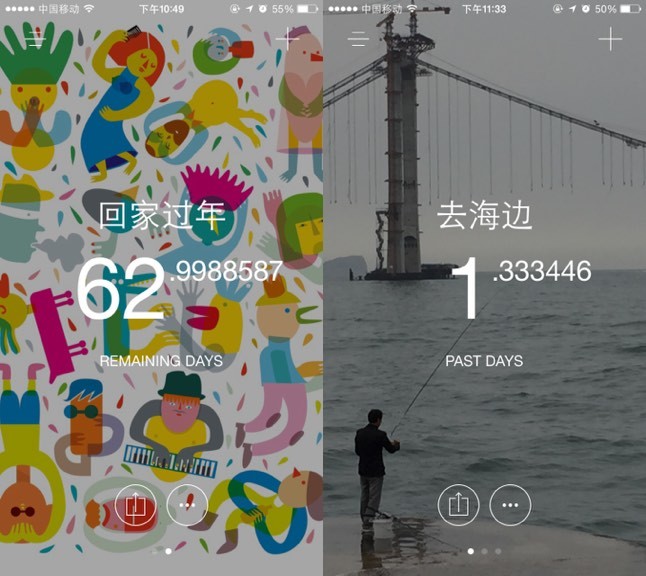 中国移动 下午10:49 55%
回家过年
62.9988587
REMAINING DAYS
中国移动 下午11:33 50%
去海边
1.333446
PAST DAYS